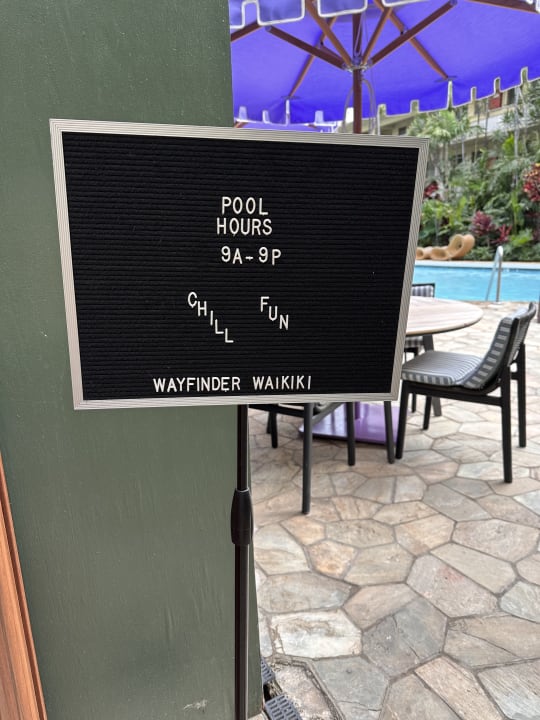 POOL
HOURS
9A-9P
CHILL FUN
WAYFINDER WAIKIKI